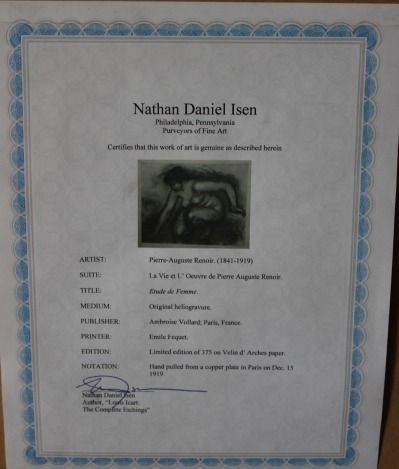 Nathan Daniel Isen
Philadelphia, Pennsylvania
Purveyors of Fine Art
Certifies that this work of art is genuine as described herein
ARTIST: Pierre-Auguste Renoir. (1841-1919)
SUITE: La Vie et L' Oeuvre de Pierre Auguste Renoir.
TITLE: Etude de Femme.
MEDIUM: Original heliogravure.
PUBLISHER: Ambroise Vollard; Paris, France.
PRINTER: Emile Fequet.
EDITION: Limited edition of 375 on Velin d' Arches paper.
NOTATION: Hand pulled from a copper plate in Paris on Dec. 15
1919.
Nathan Daniel Isen
Author, "Louis Icart:
The Complete Etchings"